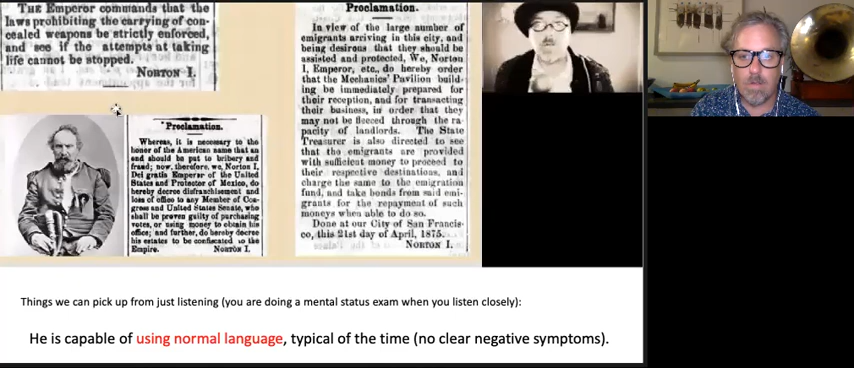 THE Emperor commands that the
laws prohibiting the carrying of con-
cealed weapons be strictly enforced,
and see if the attempts at taking
life cannot be stopped.
NORTON I.
Proclamation.
Whereas, it is necessary to the
honor of the American name that an
end should be put to bribery and
fraud; now, therefore, we, Norton I,
Dei gratia Emperor of the United
States and Protector of Mexico, do
hereby decree disfranchisement and
loss of office to any Member of Con-
gress and United States Senate, who
shall be proven guilty of purchasing
votes, or using money to obtain his
office; and further, do hereby decree
his estates to be confiscated to the
Empire. NORTON I.
Proclamation.
In view of the large number of
emigrants arriving in this city, and
being desirous that they should be
assisted and protected, We, Norton
I, Emperor, etc., do hereby order
that the Mechanics' Pavilion build-
ing be immediately prepared for
their reception, and for transacting
their business, in order that they
may not be fleeced through the ra-
pacity of landlords. The State
Treasurer is also directed to see
that the emigrants are provided
with sufficient money to proceed to
their respective destinations, and
charge the same to the emigration
fund, and take bonds from said emi-
grants for the repayment of such
moneys when able to do so.
Done at our City of San Francis-
co, this 21st day of April, 1875.
NORTON I.
Things we can pick up from just listening (you are doing a mental status exam when you listen closely):
He is capable of using normal language, typical of the time (no clear negative symptoms).